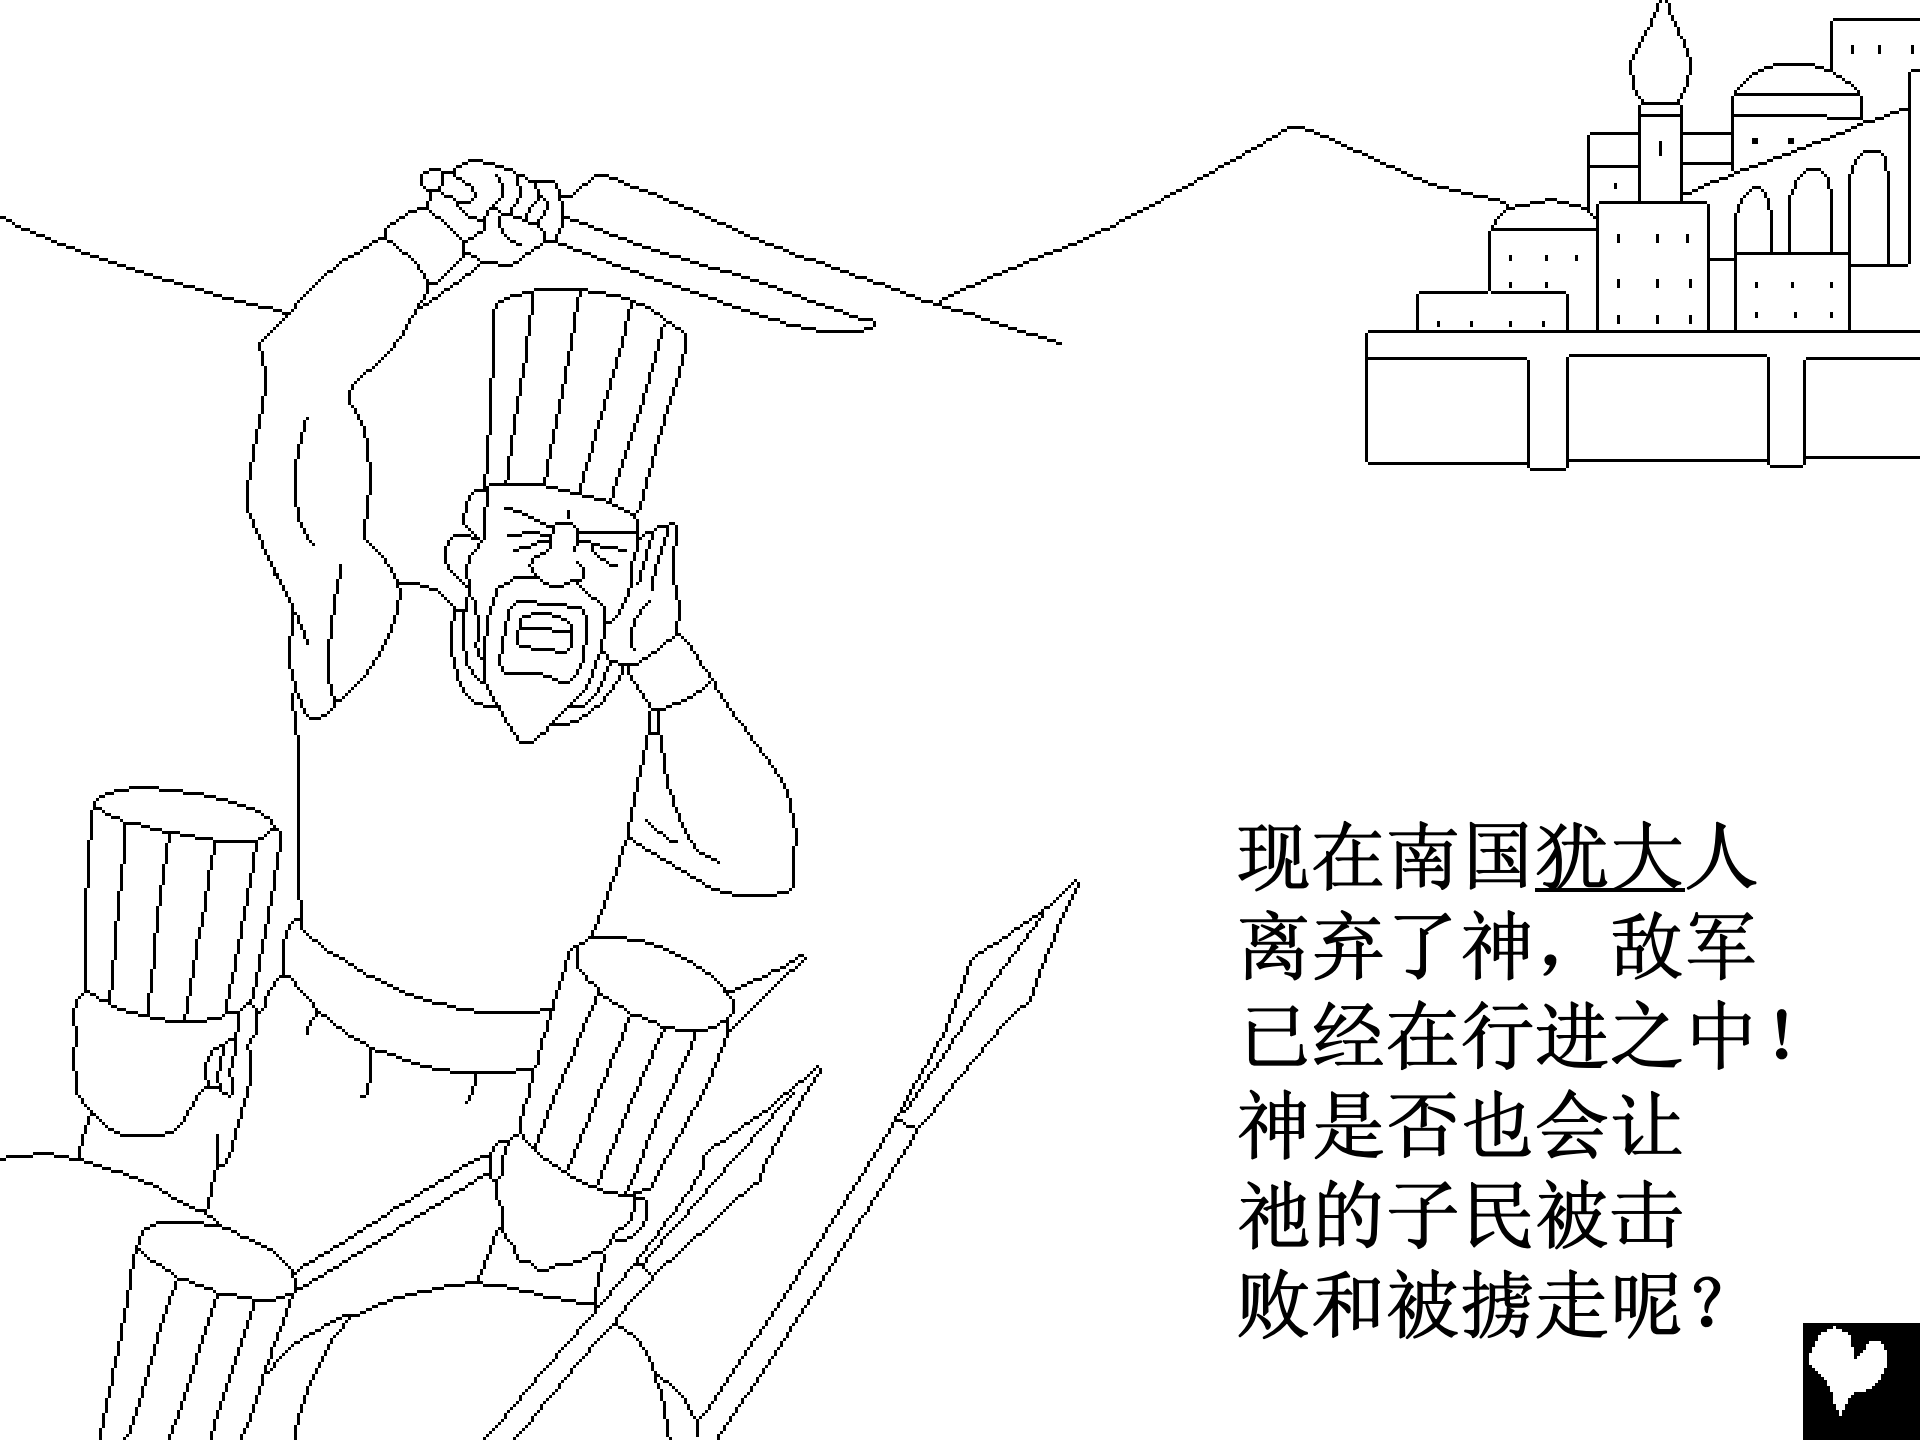 现在南国犹大人
离弃了神，敌军
已经在行进之中！
神是否也会让
祂的子民被击
败和被掳走呢？